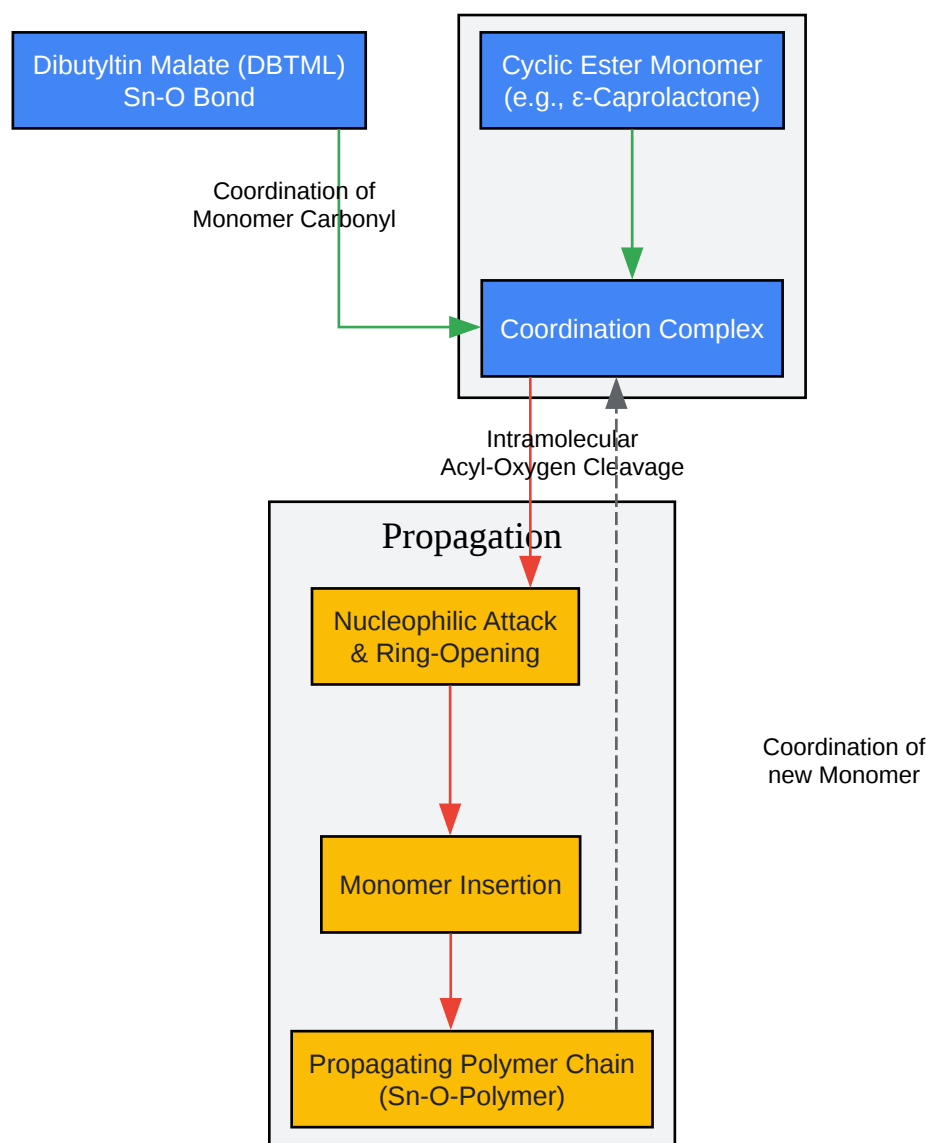 Dibutyltin Malate (DBTML)
Sn-O Bond
Cyclic Ester Monomer
(e.g., ε-Caprolactone)
Coordination of
Monomer Carbonyl
Coordination Complex
Intramolecular
Acyl-Oxygen Cleavage
Propagation
Nucleophilic Attack
& Ring-Opening
Coordination of
new Monomer
Monomer Insertion
Propagating Polymer Chain
(Sn-O-Polymer)